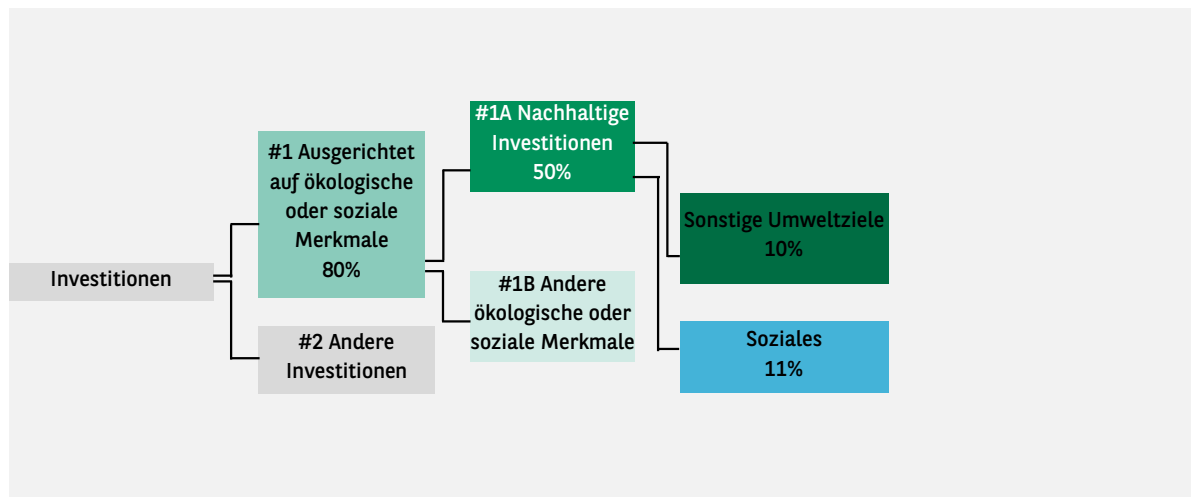 Investitionen
#1 Ausgerichtet
auf ökologische
oder soziale
Merkmale
80%
#2 Andere
Investitionen
#1A Nachhaltige
Investitionen
50%
#1B Andere
ökologische oder
soziale Merkmale
Sonstige Umweltziele
10%
Soziales
11%